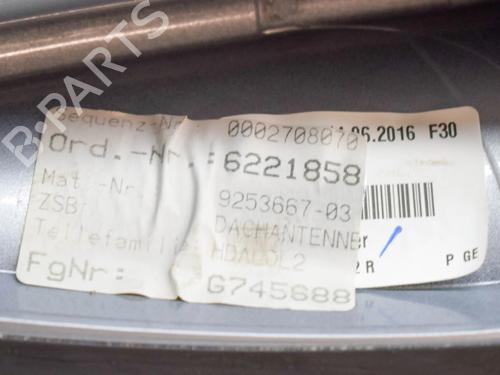 B-PARTS
Sequenz-Nr.: 0002708070
Ord.-Nr.: 6221858
Mat.-Nr. 9253667-03
ZSB: DACHANTENNE
Teilefamilie:
FgNr: G745688
.06.2016 F30
2 R
P GE